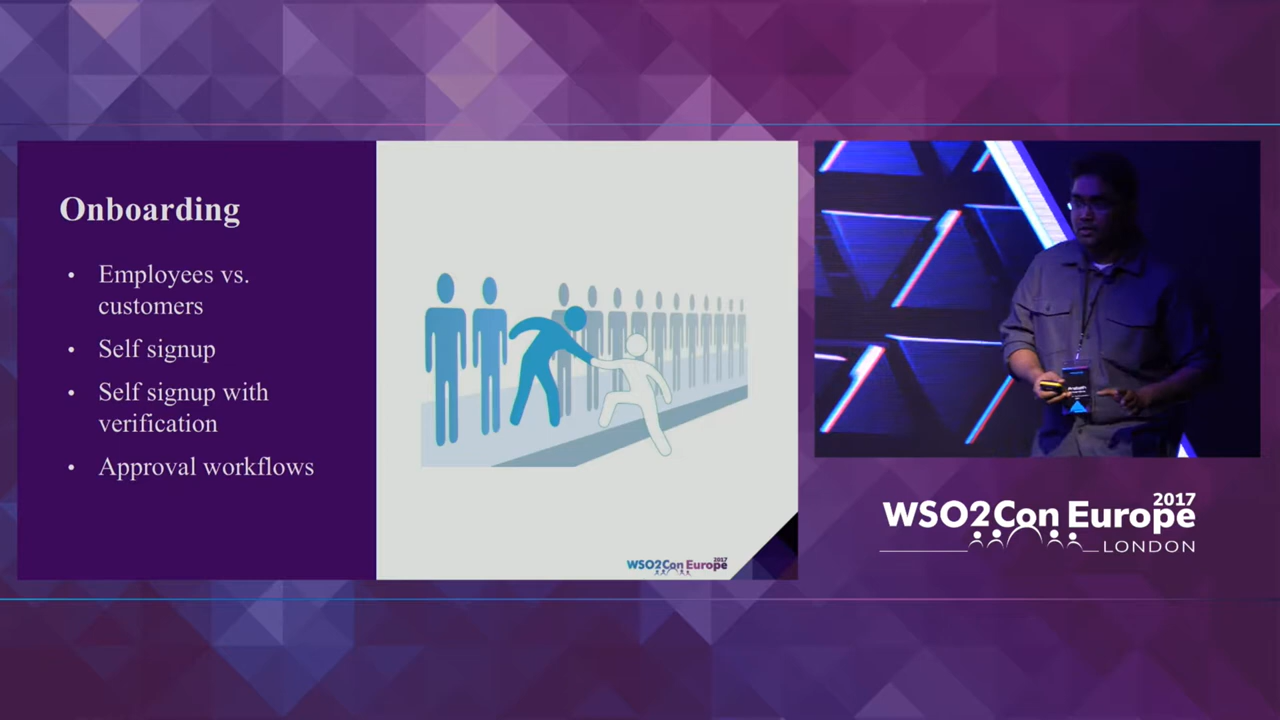 Onboarding
• Employees vs.
customers
• Self signup
• Self signup with
verification
• Approval workflows
WSO2Con Europe 2017
WSO2Con Europe 2017
LONDON